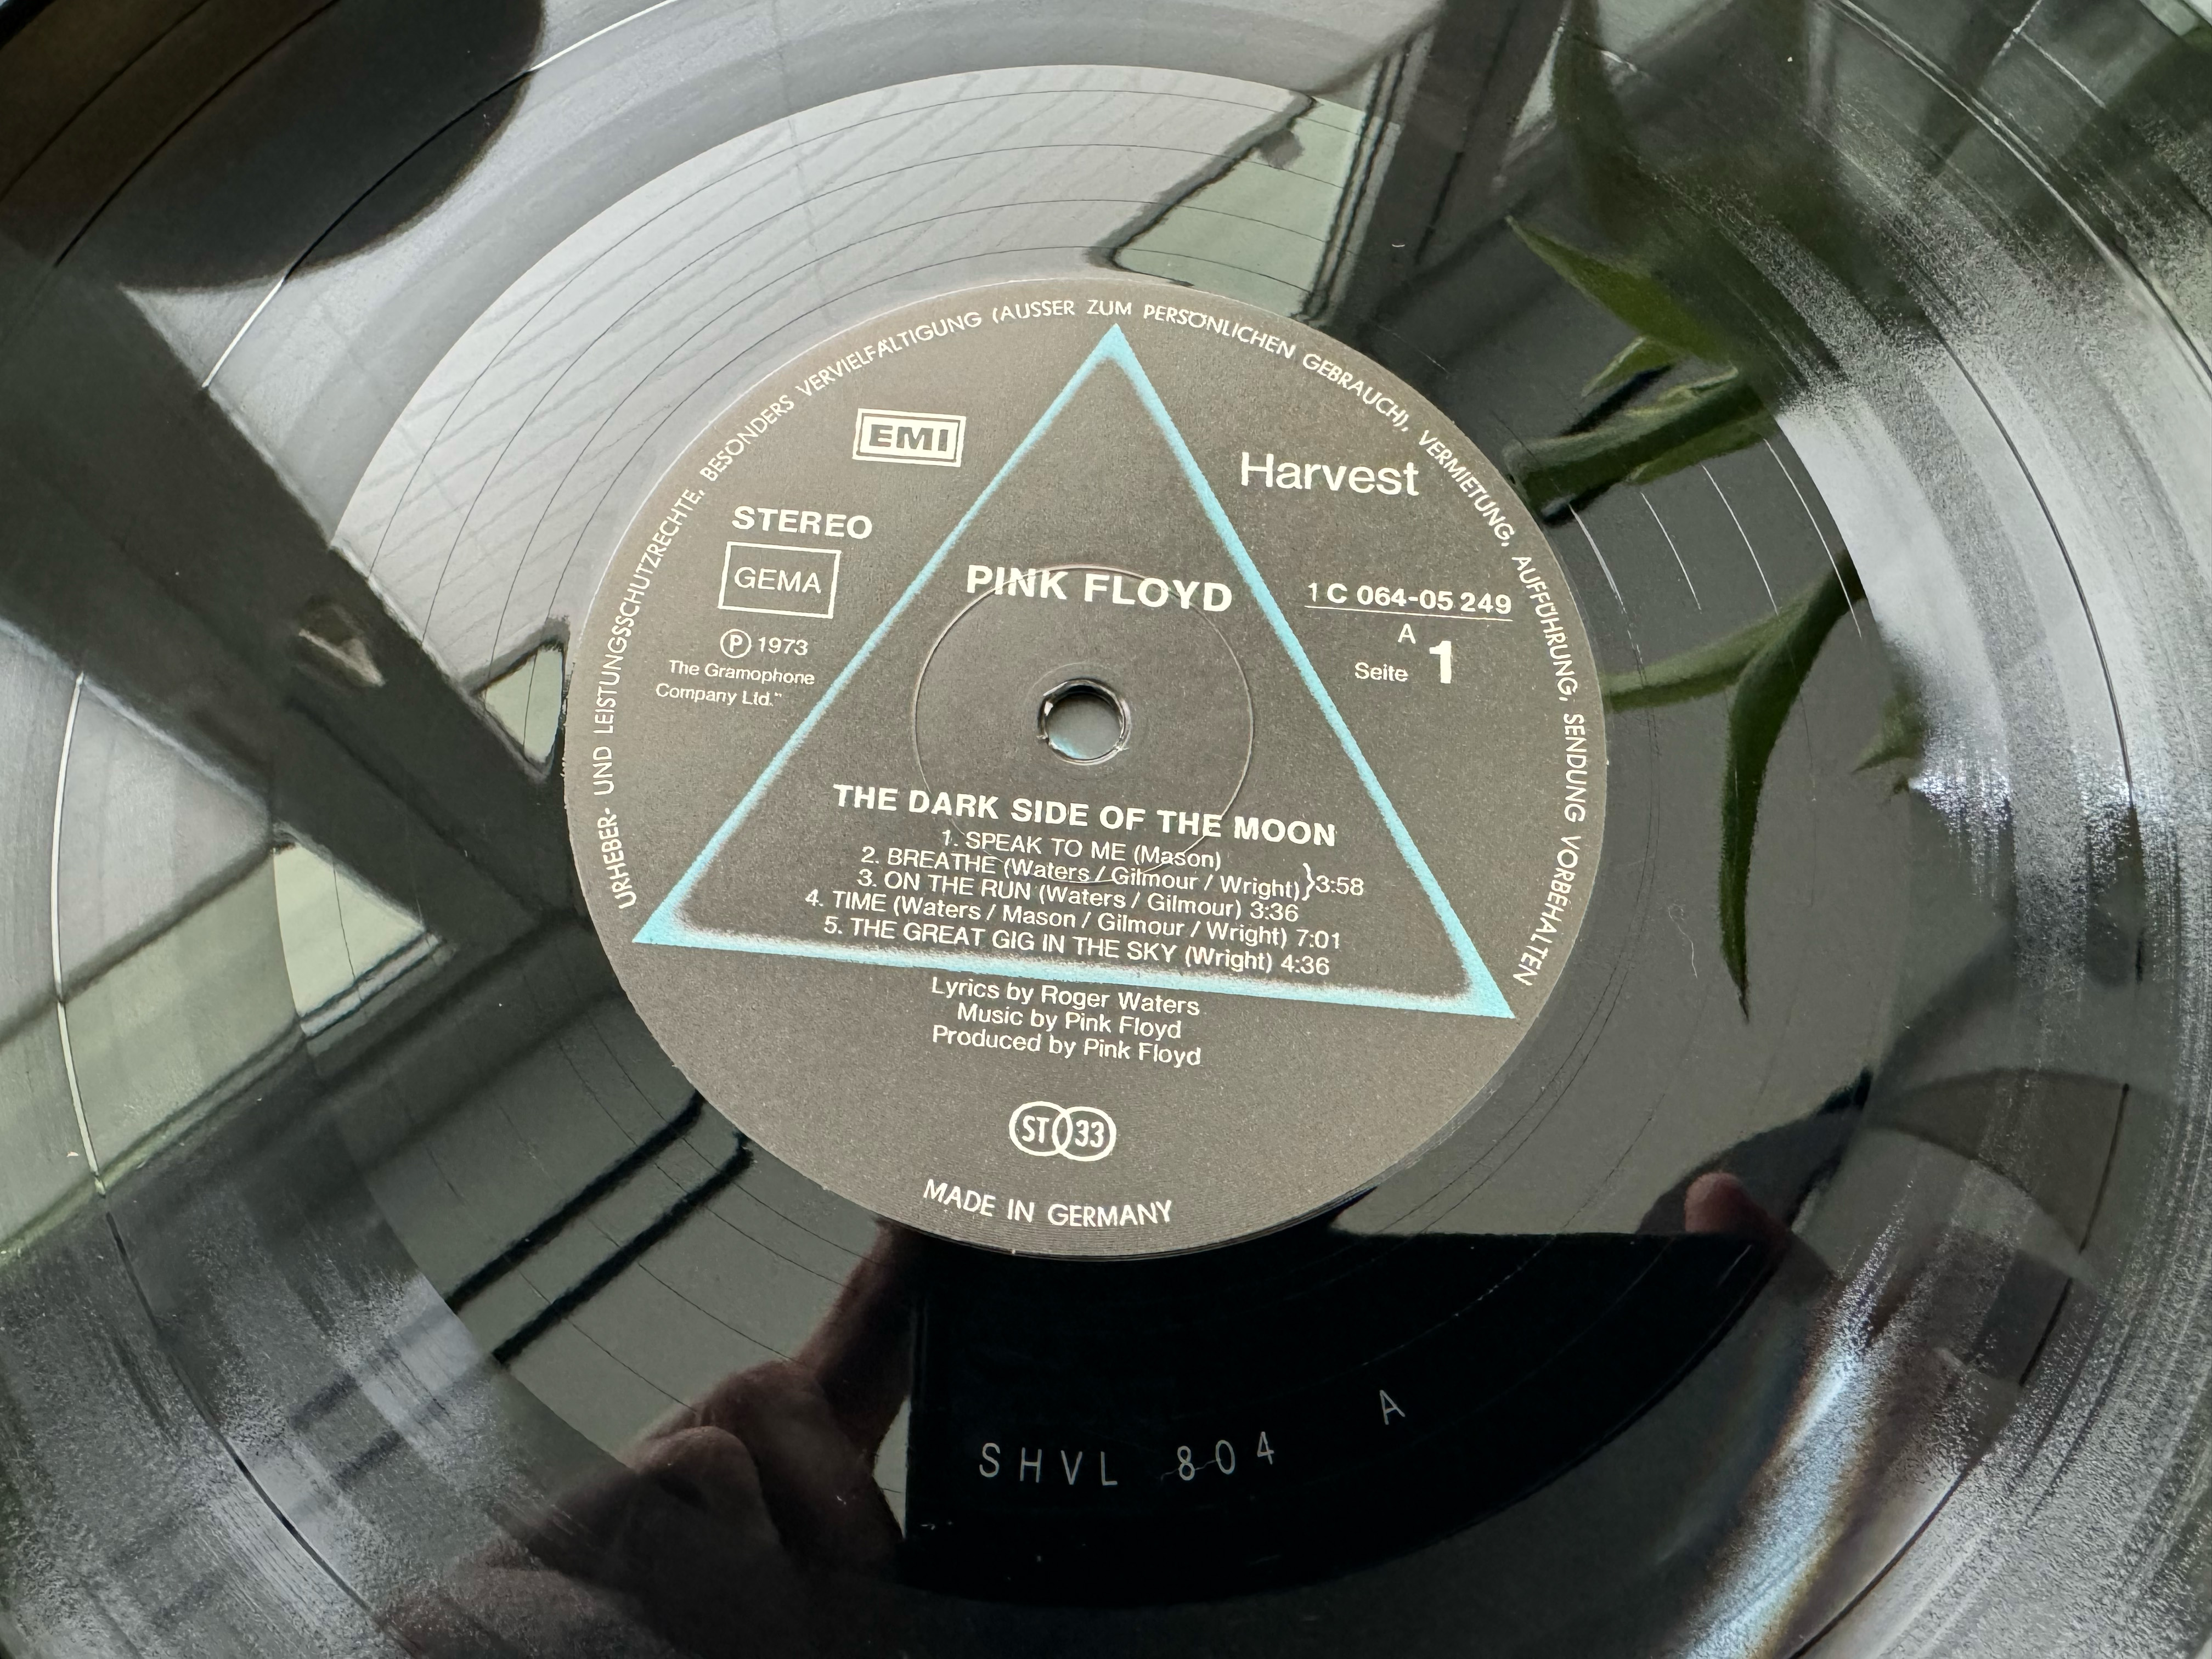 URHEBER- UND LEISTUNGSSCHUTZRECHTE, BESONDERS VERVIELFÄLTIGUNG (AUSSER ZUM PERSÖNLICHEN GEBRAUCH), VERMIETUNG, AUFFÜHRUNG, SENDUNG VORBEHALTEN
EMI
Harvest
STEREO
GEMA
Ⓟ 1973
The Gramophone
Company Ltd."
PINK FLOYD
1 C 064-05 249
A
Seite 1
THE DARK SIDE OF THE MOON
1. SPEAK TO ME (Mason)
2. BREATHE (Waters / Gilmour / Wright) }3:58
3. ON THE RUN (Waters / Gilmour) 3:36
4. TIME (Waters / Mason / Gilmour / Wright) 7:01
5. THE GREAT GIG IN THE SKY (Wright) 4:36
Lyrics by Roger Waters
Music by Pink Floyd
Produced by Pink Floyd
ST 33
MADE IN GERMANY
SHVL 804 A